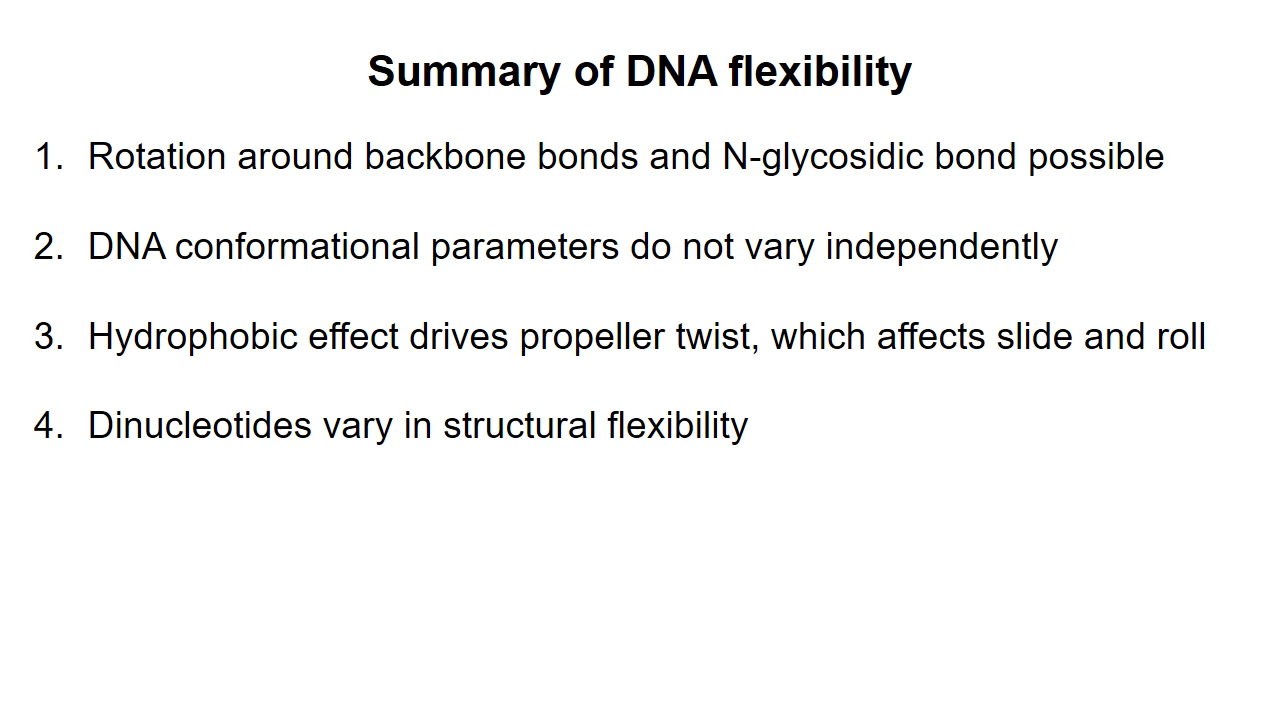 Summary of DNA flexibility
1. Rotation around backbone bonds and N-glycosidic bond possible
2. DNA conformational parameters do not vary independently
3. Hydrophobic effect drives propeller twist, which affects slide and roll
4. Dinucleotides vary in structural flexibility